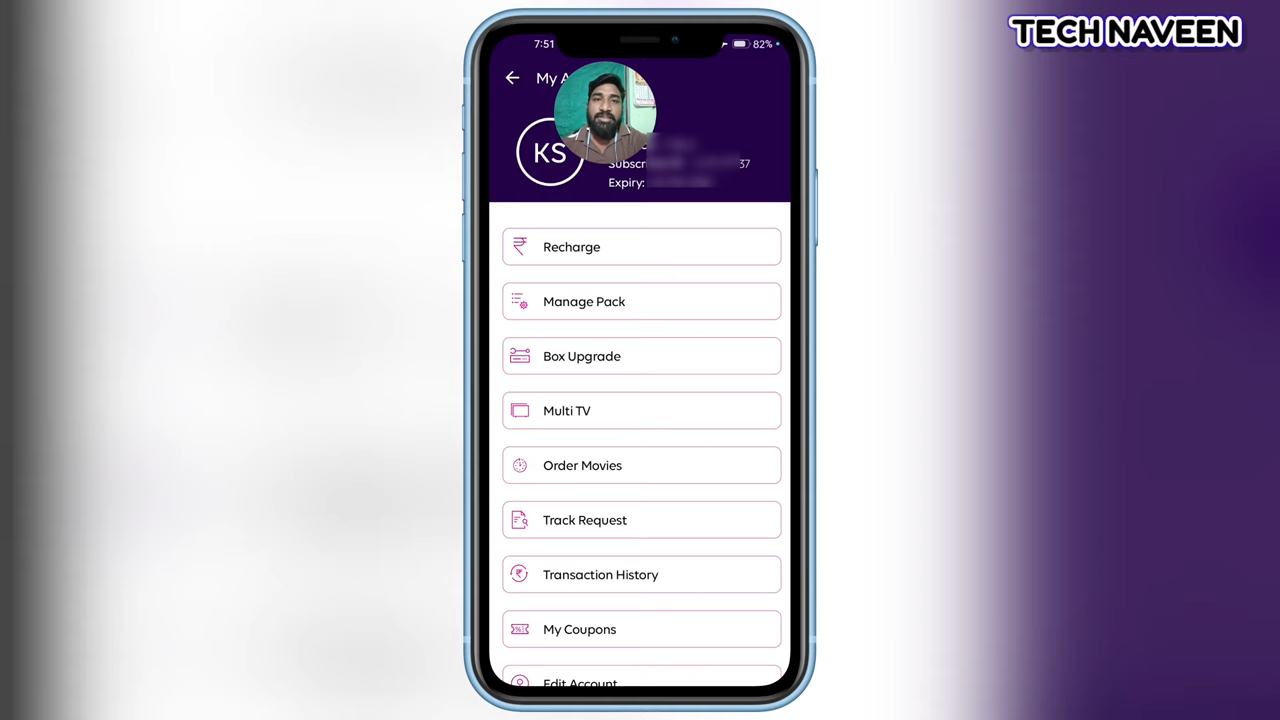 TECH NAVEEN
7:51
82%
My
KS
37
Expiry:
Recharge
Manage Pack
Box Upgrade
Multi TV
Order Movies
Track Request
Transaction History
My Coupons
Edit Account